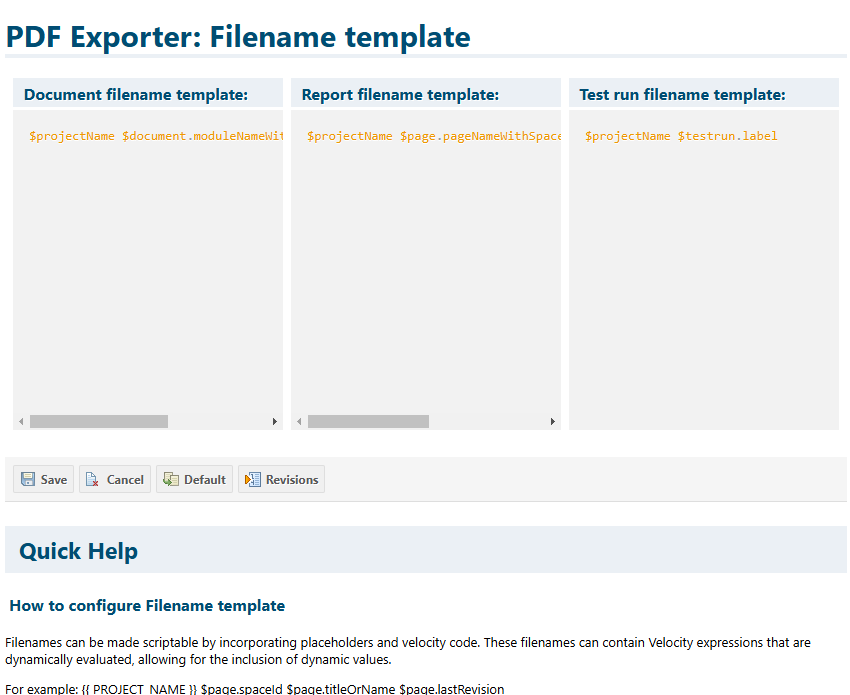 PDF Exporter: Filename template
Document filename template:
Report filename template:
Test run filename template:
$projectName $document.moduleNameWit
$projectName $page.pageNameWithSpace
$projectName $testrun.label
Save
Cancel
Default
Revisions
Quick Help
How to configure Filename template
Filenames can be made scriptable by incorporating placeholders and velocity code. These filenames can contain Velocity expressions that are
dynamically evaluated, allowing for the inclusion of dynamic values.
For example: {{ PROJECT_NAME }} $page.spaceId $page.titleOrName $page.lastRevision